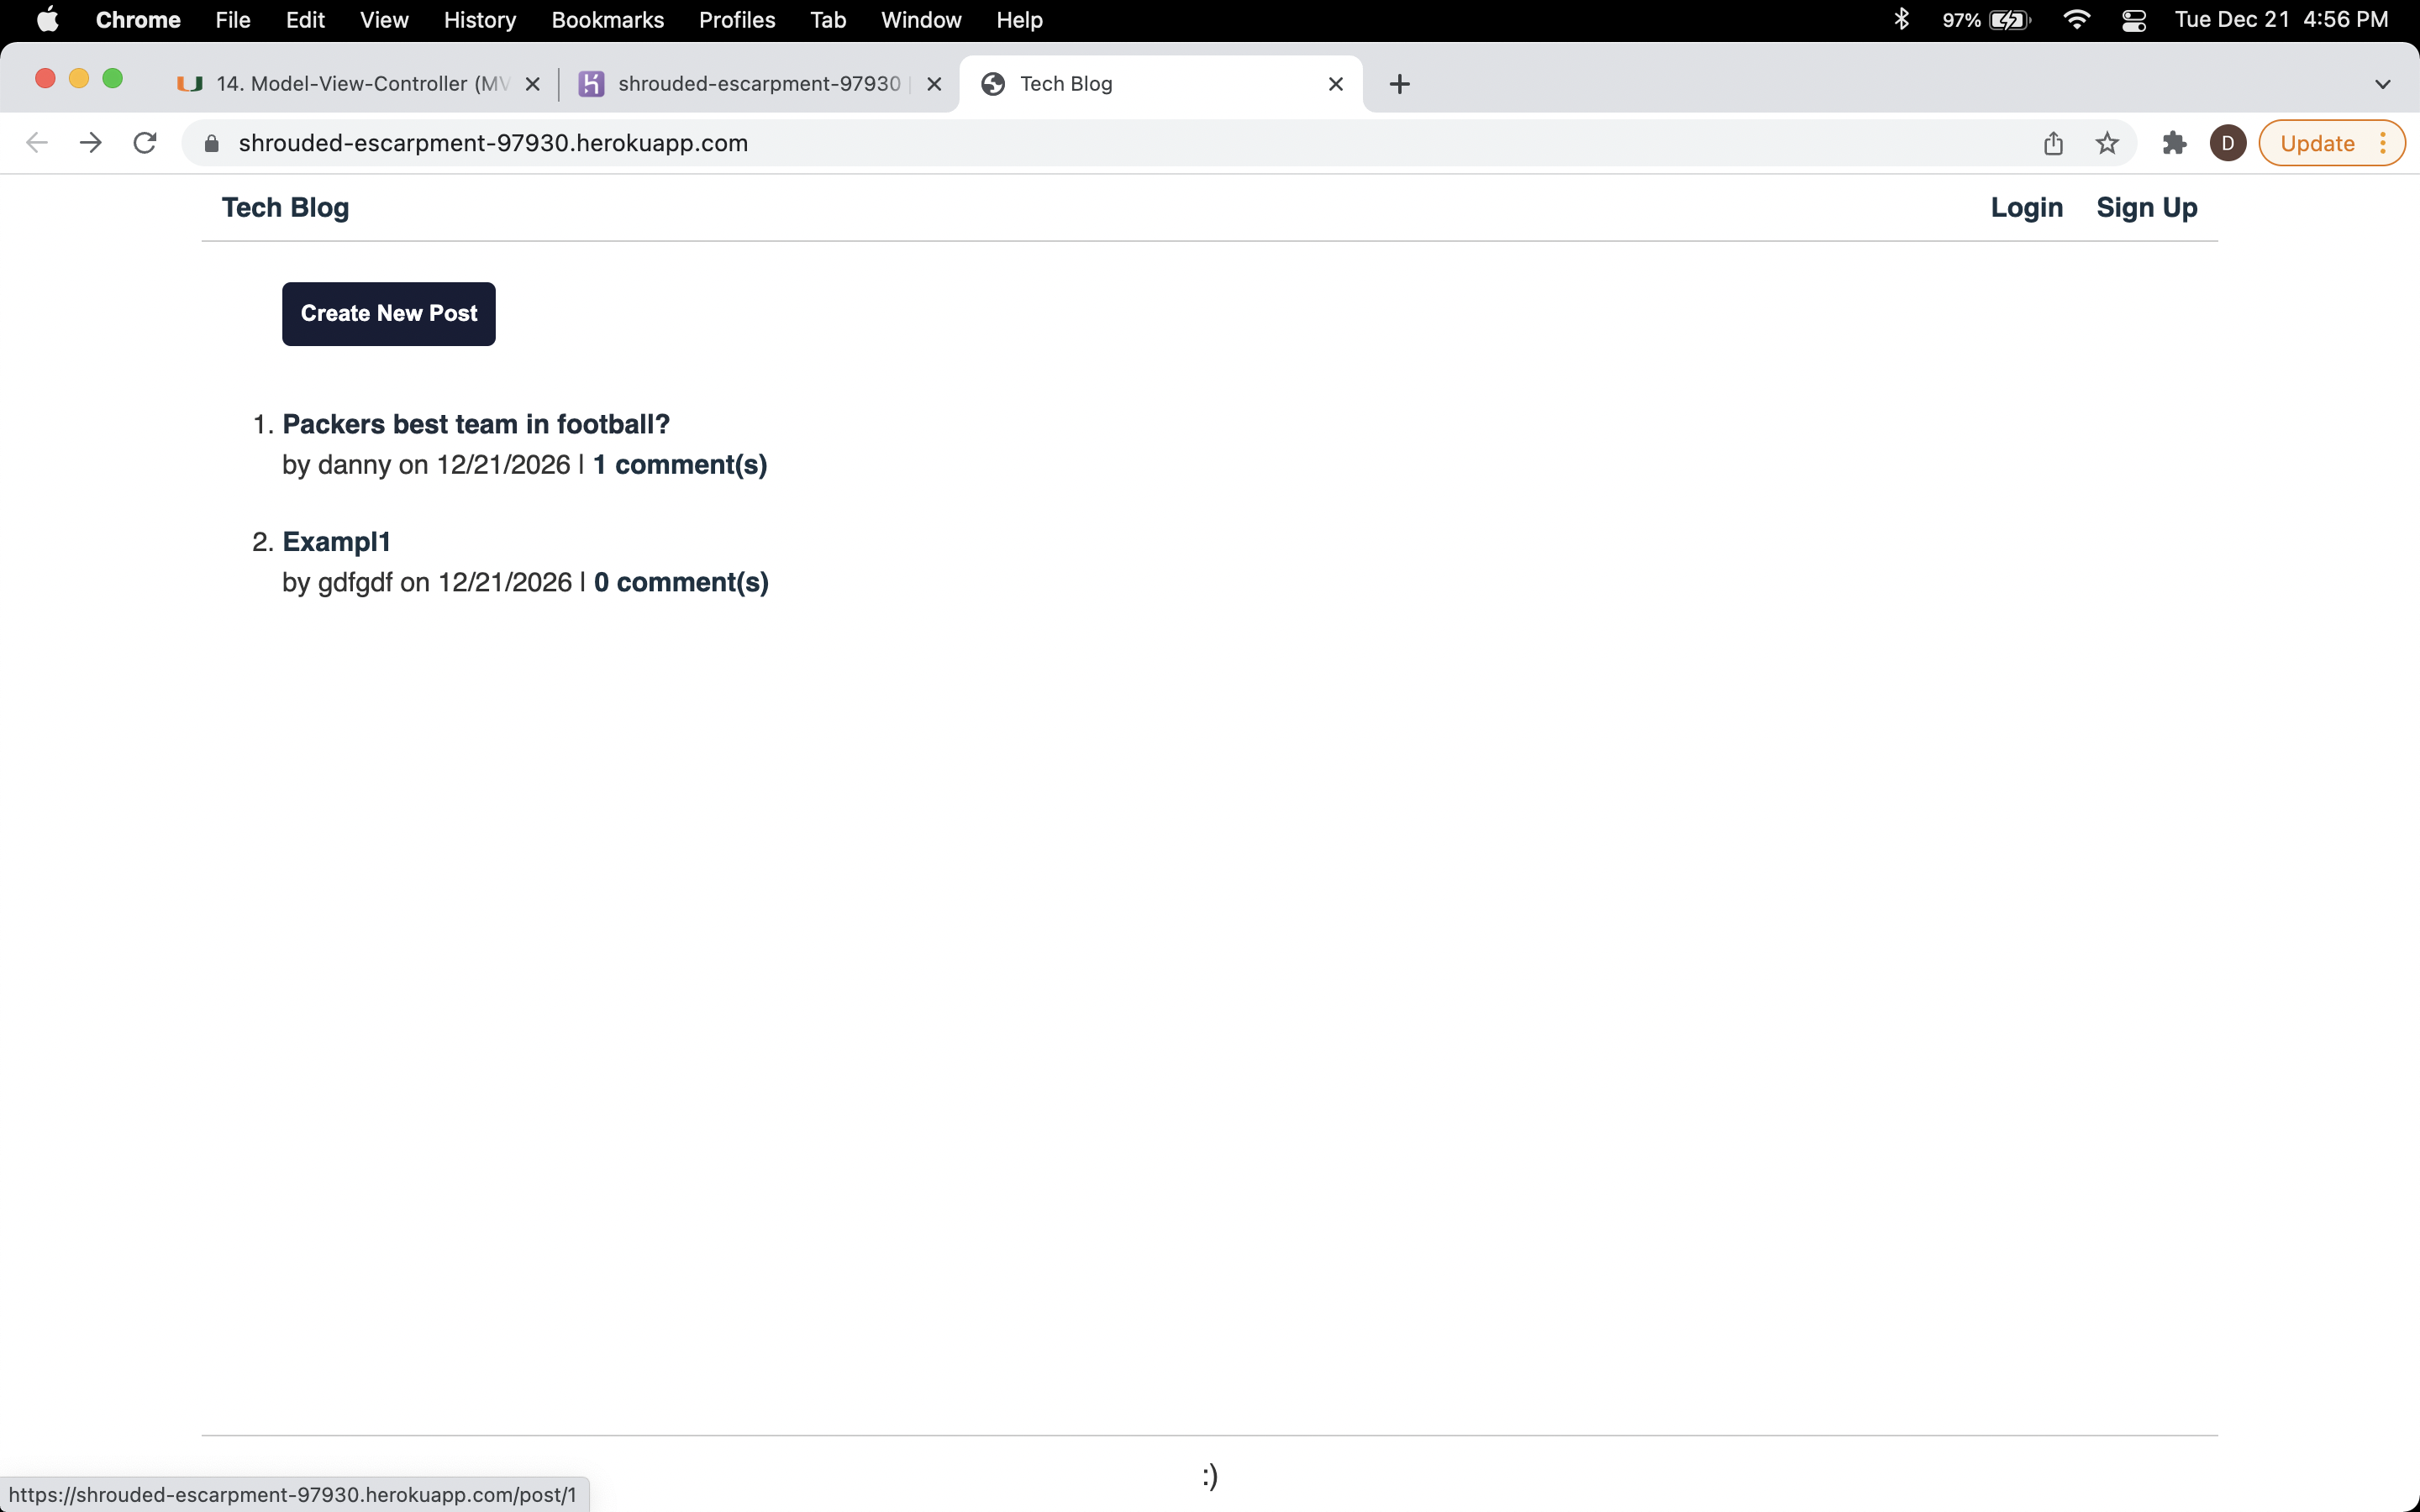 Chrome File Edit View History Bookmarks Profiles Tab Window Help 97% Tue Dec 21 4:56 PM
14. Model-View-Controller (MV shrouded-escarpment-97930 Tech Blog
shrouded-escarpment-97930.herokuapp.com D Update
Tech Blog Login Sign Up
Create New Post
1. Packers best team in football?
by danny on 12/21/2026 | 1 comment(s)
2. Exampl1
by gdfgdf on 12/21/2026 | 0 comment(s)
:)
https://shrouded-escarpment-97930.herokuapp.com/post/1